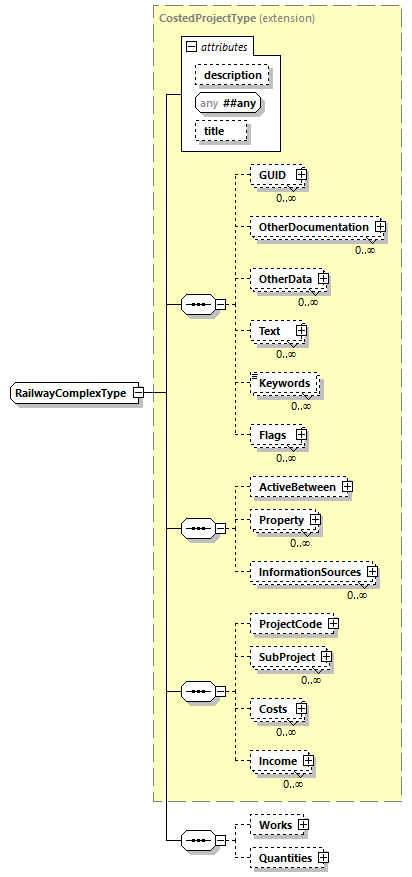 CostedProjectType (extension)
attributes
description
any ##any
title
GUID
0..∞
OtherDocumentation
0..∞
OtherData
0..∞
Text
0..∞
Keywords
0..∞
Flags
0..∞
RailwayComplexType
ActiveBetween
Property
0..∞
InformationSources
0..∞
ProjectCode
SubProject
0..∞
Costs
0..∞
Income
0..∞
Works
Quantities